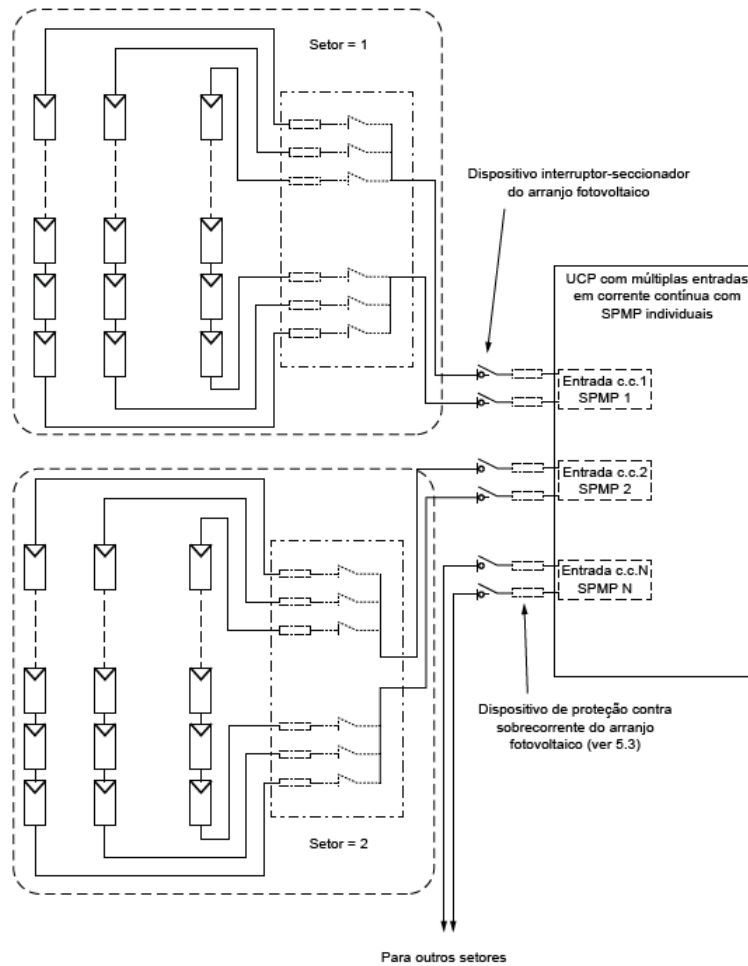 Setor = 1
Dispositivo interruptor-seccionador
do arranjo fotovoltaico
UCP com múltiplas entradas
em corrente contínua com
SPMP individuais
Entrada c.c.1
SPMP 1
Entrada c.c.2
SPMP 2
Entrada c.c.N
SPMP N
Dispositivo de proteção contra
sobrecorrente do arranjo
fotovoltaico (ver 5.3)
Setor = 2
Para outros setores